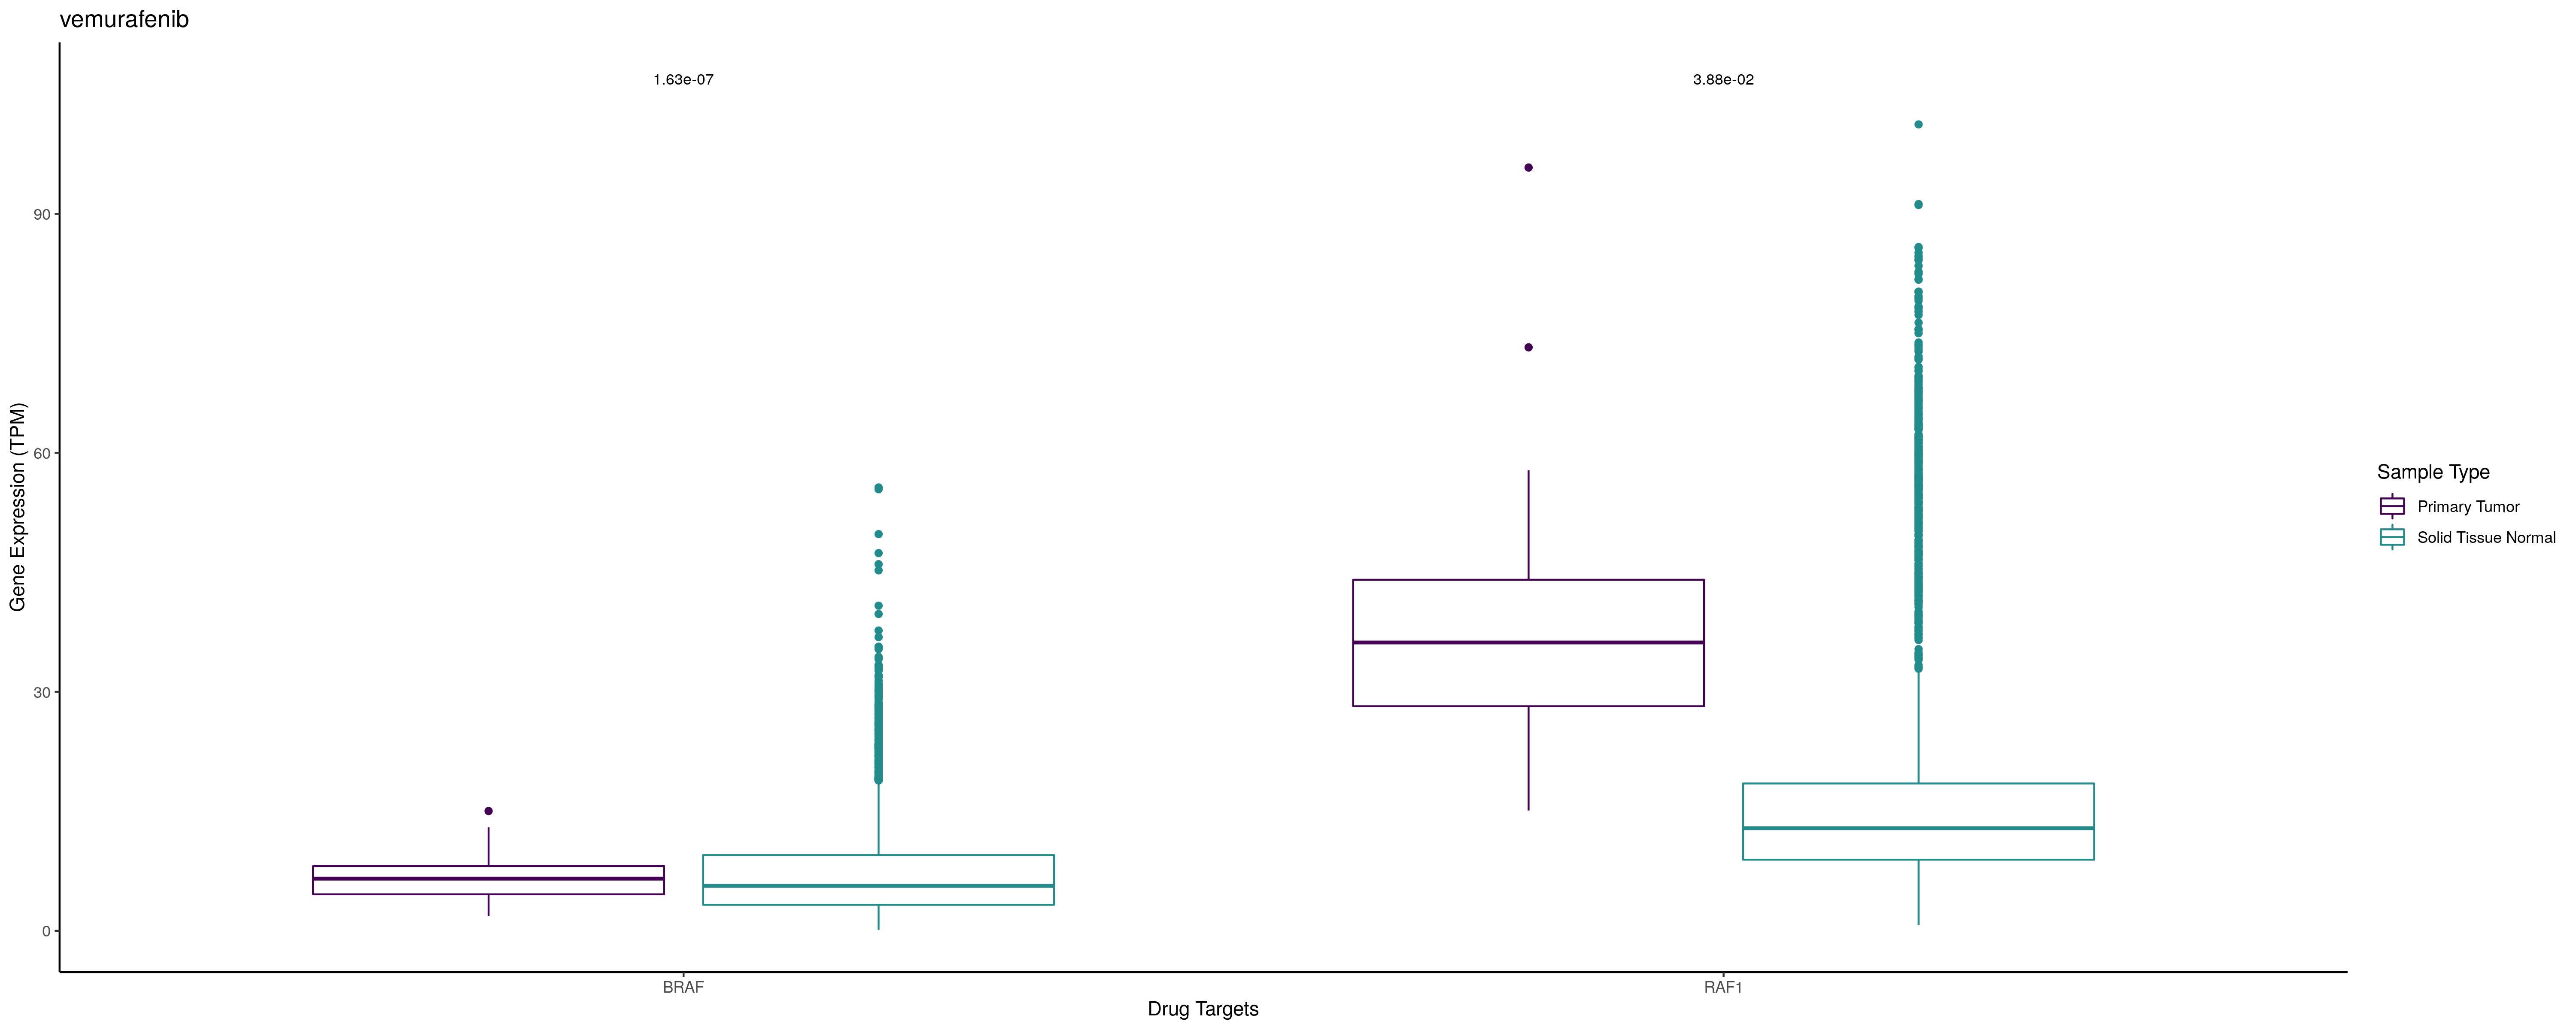 vemurafenib
1.63e-07
3.88e-02
90
60
30
0
Gene Expression (TPM)
BRAF
RAF1
Drug Targets
Sample Type
Primary Tumor
Solid Tissue Normal